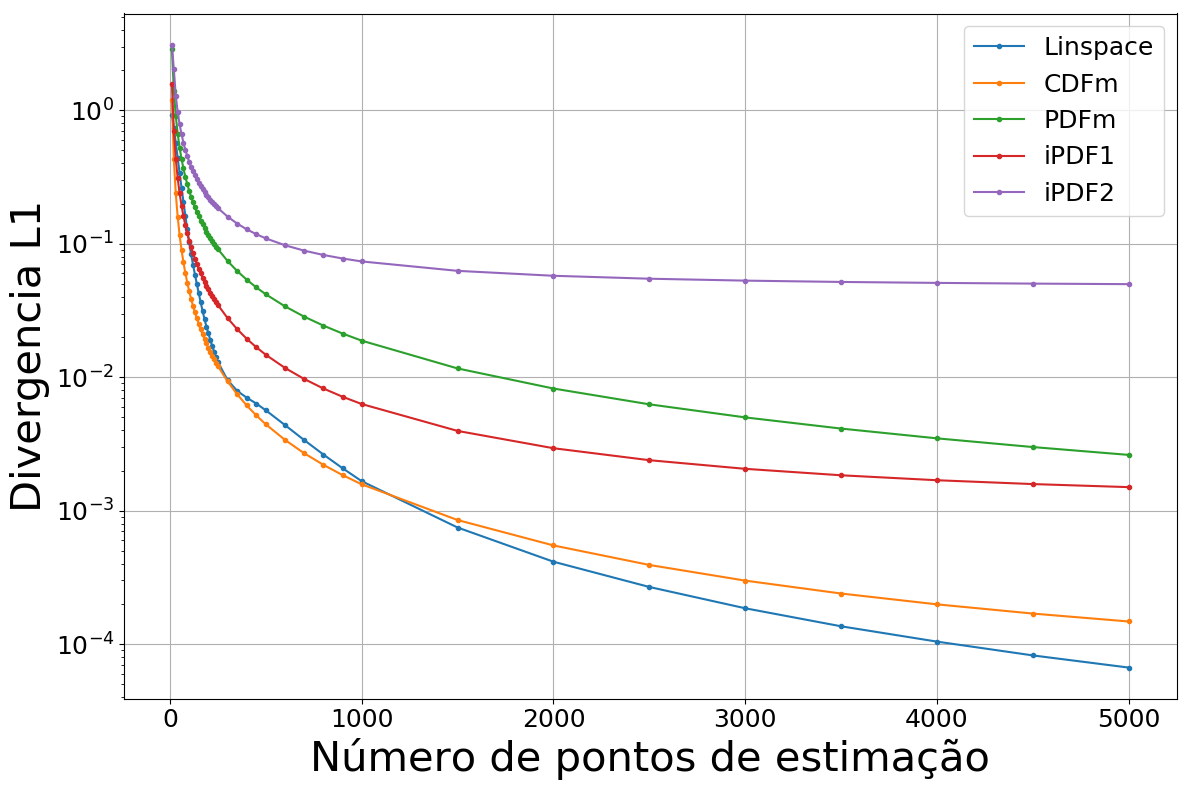 Divergencia L1
10⁰
10⁻¹
10⁻²
10⁻³
10⁻⁴
Linspace
CDFm
PDFm
iPDF1
iPDF2
0 1000 2000 3000 4000 5000
Número de pontos de estimação